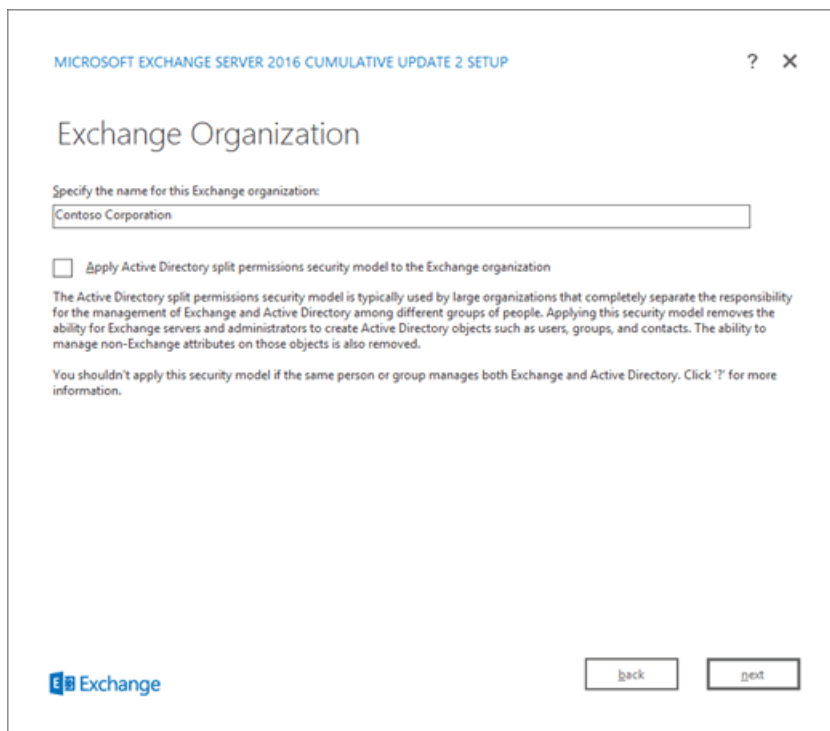 MICROSOFT EXCHANGE SERVER 2016 CUMULATIVE UPDATE 2 SETUP
?
Exchange Organization
Specify the name for this Exchange organization:
Contoso Corporation
Apply Active Directory split permissions security model to the Exchange organization
The Active Directory split permissions security model is typically used by large organizations that completely separate the responsibility
for the management of Exchange and Active Directory among different groups of people. Applying this security model removes the
ability for Exchange servers and administrators to create Active Directory objects such as users, groups, and contacts. The ability to
manage non-Exchange attributes on those objects is also removed.
You shouldn't apply this security model if the same person or group manages both Exchange and Active Directory. Click '?' for more
information.
Exchange
back
next